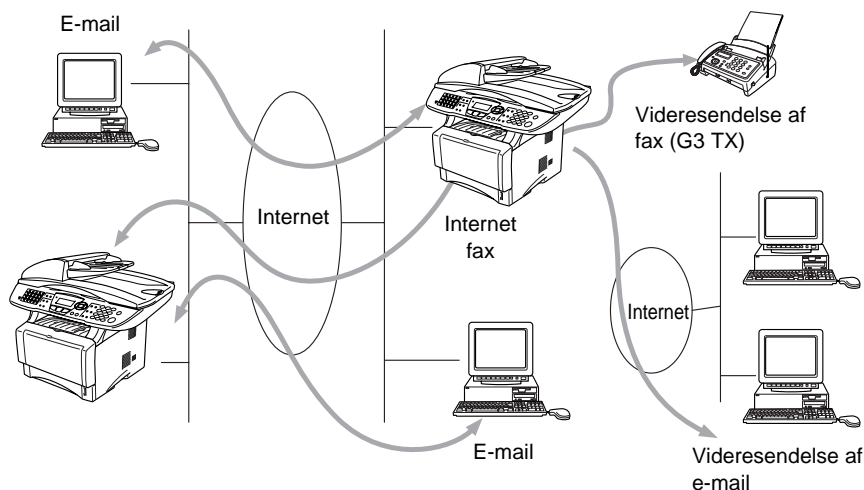 E-mail
Videresendelse af
fax (G3 TX)
Internet
Internet
fax
Internet
E-mail
Videresendelse af
e-mail